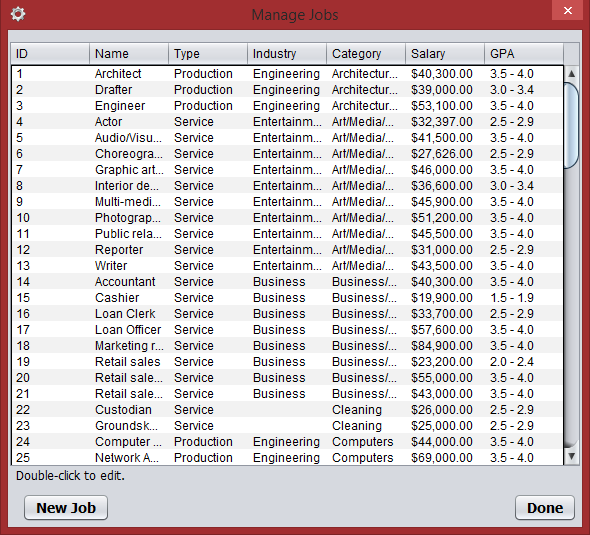 Manage Jobs
ID Name Type Industry Category Salary GPA
1 Architect Production Engineering Architectur... $40,300.00 3.5 - 4.0
2 Drafter Production Engineering Architectur... $39,000.00 3.0 - 3.4
3 Engineer Production Engineering Architectur... $53,100.00 3.5 - 4.0
4 Actor Service Entertainm... Art/Media/... $32,397.00 2.5 - 2.9
5 Audio/Visu... Service Entertainm... Art/Media/... $41,500.00 3.5 - 4.0
6 Choreogra... Service Entertainm... Art/Media/... $27,626.00 2.5 - 2.9
7 Graphic art... Service Entertainm... Art/Media/... $46,000.00 3.5 - 4.0
8 Interior de... Service Entertainm... Art/Media/... $36,600.00 3.0 - 3.4
9 Multi-medi... Service Entertainm... Art/Media/... $45,900.00 3.5 - 4.0
10 Photograp... Service Entertainm... Art/Media/... $51,200.00 3.5 - 4.0
11 Public rela... Service Entertainm... Art/Media/... $45,500.00 3.5 - 4.0
12 Reporter Service Entertainm... Art/Media/... $31,000.00 2.5 - 2.9
13 Writer Service Entertainm... Art/Media/... $43,500.00 3.5 - 4.0
14 Accountant Service Business Business/... $40,300.00 3.5 - 4.0
15 Cashier Service Business Business/... $19,900.00 1.5 - 1.9
16 Loan Clerk Service Business Business/... $33,700.00 2.5 - 2.9
17 Loan Officer Service Business Business/... $57,600.00 3.5 - 4.0
18 Marketing r... Service Business Business/... $84,900.00 3.5 - 4.0
19 Retail sales Service Business Business/... $23,200.00 2.0 - 2.4
20 Retail sale... Service Business Business/... $55,000.00 3.5 - 4.0
21 Retail sale... Service Business Business/... $43,000.00 3.5 - 4.0
22 Custodian Service Cleaning $26,000.00 2.5 - 2.9
23 Groundsk... Service Cleaning $25,000.00 2.5 - 2.9
24 Computer ... Production Engineering Computers $44,000.00 3.5 - 4.0
25 Network A... Production Engineering Computers $69,000.00 3.5 - 4.0
Double-click to edit.
New Job Done